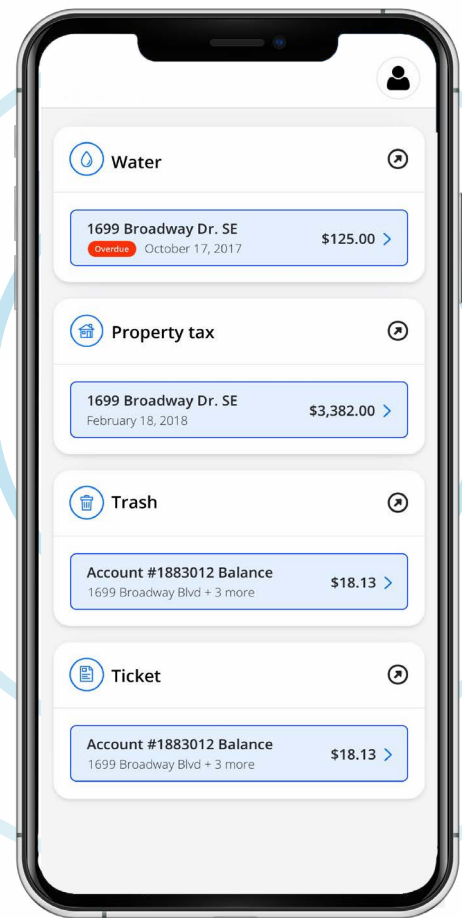 Water
1699 Broadway Dr. SE
Overdue October 17, 2017
$125.00
Property tax
1699 Broadway Dr. SE
February 18, 2018
$3,382.00
Trash
Account #1883012 Balance
1699 Broadway Blvd + 3 more
$18.13
Ticket
Account #1883012 Balance
1699 Broadway Blvd + 3 more
$18.13